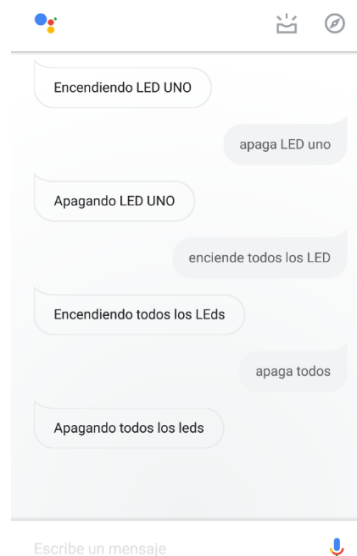 Encendiendo LED UNO
apaga LED uno
Apagando LED UNO
enciende todos los LED
Encendiendo todos los LEds
apaga todos
Apagando todos los leds
Escribe un mensaje